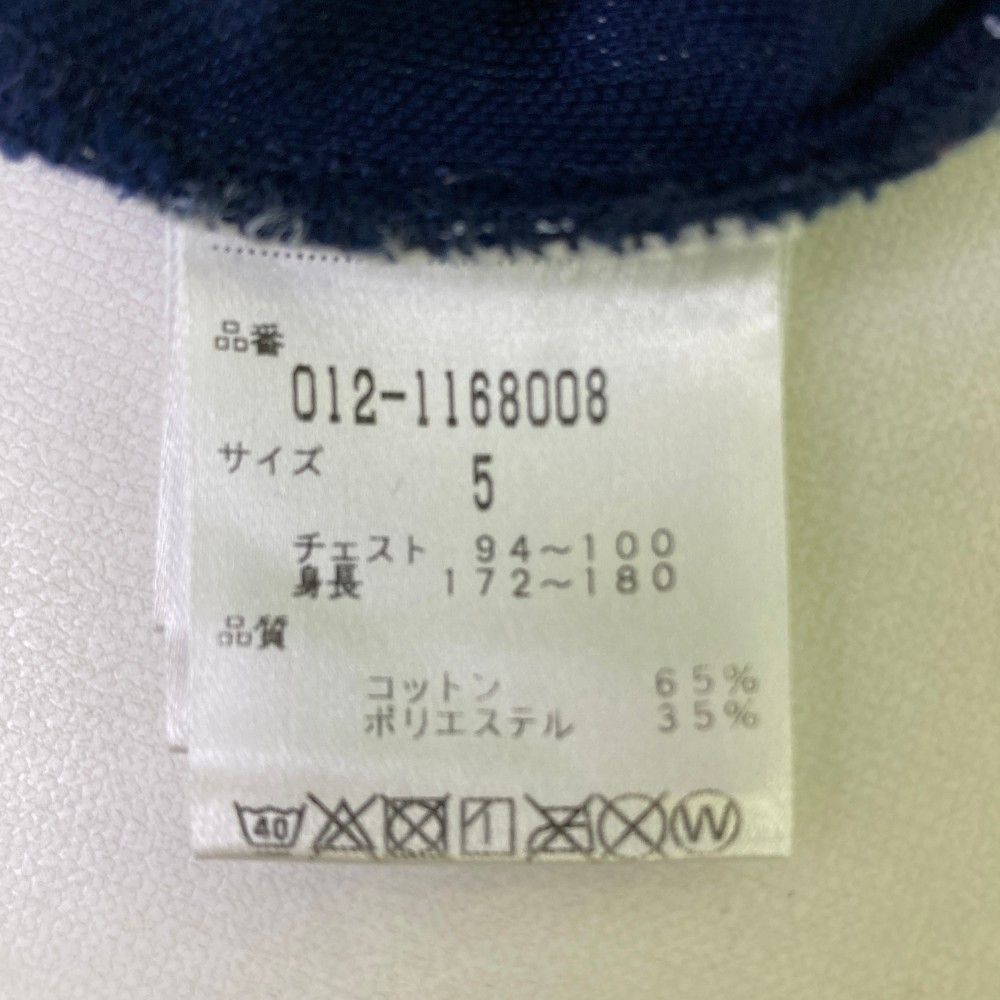 品番
012-1168008
サイズ
5
チェスト 94～100
身長 172～180
品質
コットン 65%
ポリエステル 35%
40 W